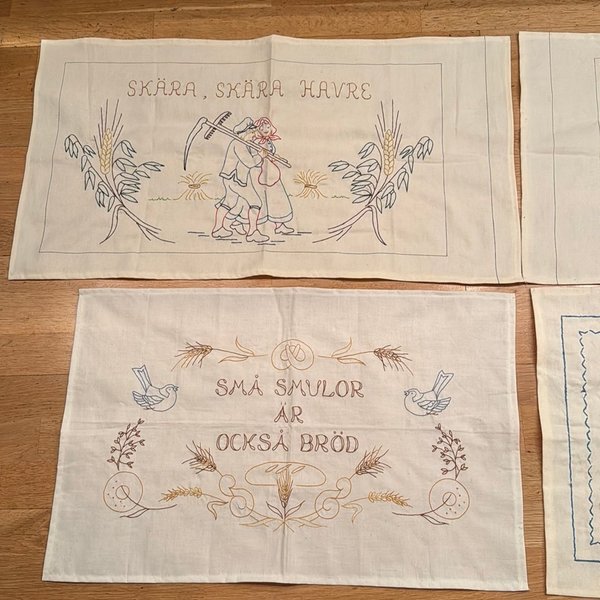 SKÄRA, SKÄRA HAVRE
SMÅ SMULOR
ÄR
OCKSÅ BRÖD